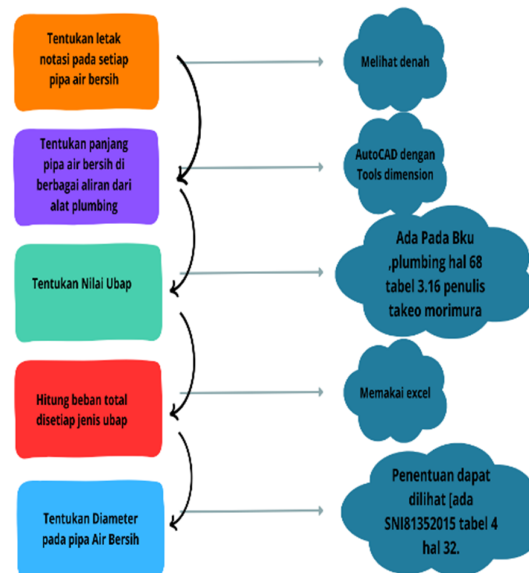 Tentukan letak
notasi pada setiap
pipa air bersih
Melihat denah
Tentukan panjang
pipa air bersih di
berbagai aliran dari
alat plumbing
AutoCAD dengan
Tools dimension
Tentukan Nilai Ubap
Ada Pada Bku
,plumbing hal 68
tabel 3.16 penulis
takeo morimura
Hitung beban total
disetiap jenis ubap
Memakai excel
Tentukan Diameter
pada pipa Air Bersih
Penentuan dapat
dilihat [ada
SNI81352015 tabel 4
hal 32.